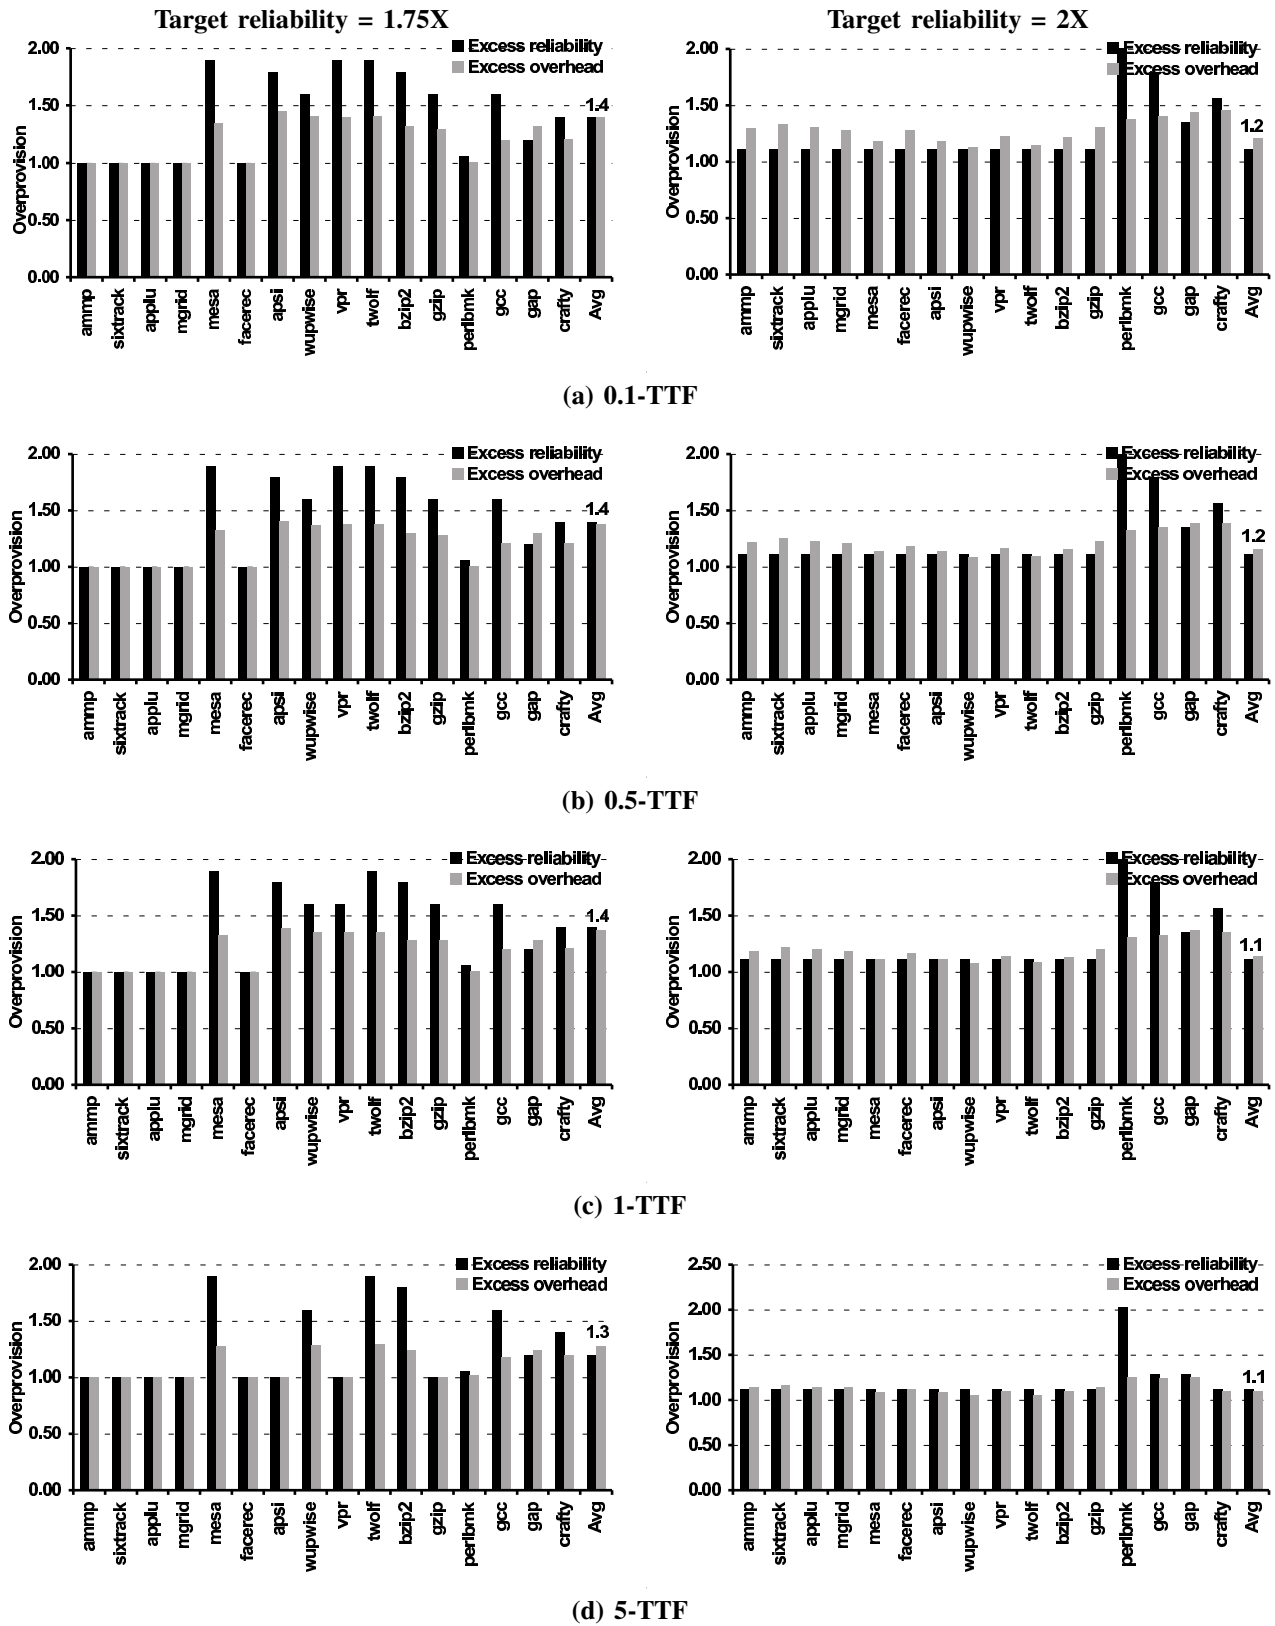 Target reliability = 1.75X
Target reliability = 2X
Overprovision
2.00
1.50
1.00
0.50
0.00
Excess reliability
Excess overhead
1.4
ammp
sixtrack
applu
mgrid
mesa
facerec
apsi
wupwise
vpr
twolf
bzip2
gzip
perlbmk
gcc
gap
crafty
Avg
Overprovision
2.00
1.50
1.00
0.50
0.00
Excess reliability
Excess overhead
1.2
ammp
sixtrack
applu
mgrid
mesa
facerec
apsi
wupwise
vpr
twolf
bzip2
gzip
perlbmk
gcc
gap
crafty
Avg
(a) 0.1-TTF
Overprovision
2.00
1.50
1.00
0.50
0.00
Excess reliability
Excess overhead
1.4
ammp
sixtrack
applu
mgrid
mesa
facerec
apsi
wupwise
vpr
twolf
bzip2
gzip
perlbmk
gcc
gap
crafty
Avg
Overprovision
2.00
1.50
1.00
0.50
0.00
Excess reliability
Excess overhead
1.2
ammp
sixtrack
applu
mgrid
mesa
facerec
apsi
wupwise
vpr
twolf
bzip2
gzip
perlbmk
gcc
gap
crafty
Avg
(b) 0.5-TTF
Overprovision
2.00
1.50
1.00
0.50
0.00
Excess reliability
Excess overhead
1.4
ammp
sixtrack
applu
mgrid
mesa
facerec
apsi
wupwise
vpr
twolf
bzip2
gzip
perlbmk
gcc
gap
crafty
Avg
Overprovision
2.00
1.50
1.00
0.50
0.00
Excess reliability
Excess overhead
1.1
ammp
sixtrack
applu
mgrid
mesa
facerec
apsi
wupwise
vpr
twolf
bzip2
gzip
perlbmk
gcc
gap
crafty
Avg
(c) 1-TTF
Overprovision
2.00
1.50
1.00
0.50
0.00
Excess reliability
Excess overhead
1.3
ammp
sixtrack
applu
mgrid
mesa
facerec
apsi
wupwise
vpr
twolf
bzip2
gzip
perlbmk
gcc
gap
crafty
Avg
Overprovision
2.50
2.00
1.50
1.00
0.50
0.00
Excess reliability
Excess overhead
1.1
ammp
sixtrack
applu
mgrid
mesa
facerec
apsi
wupwise
vpr
twolf
bzip2
gzip
perlbmk
gcc
gap
crafty
Avg
(d) 5-TTF